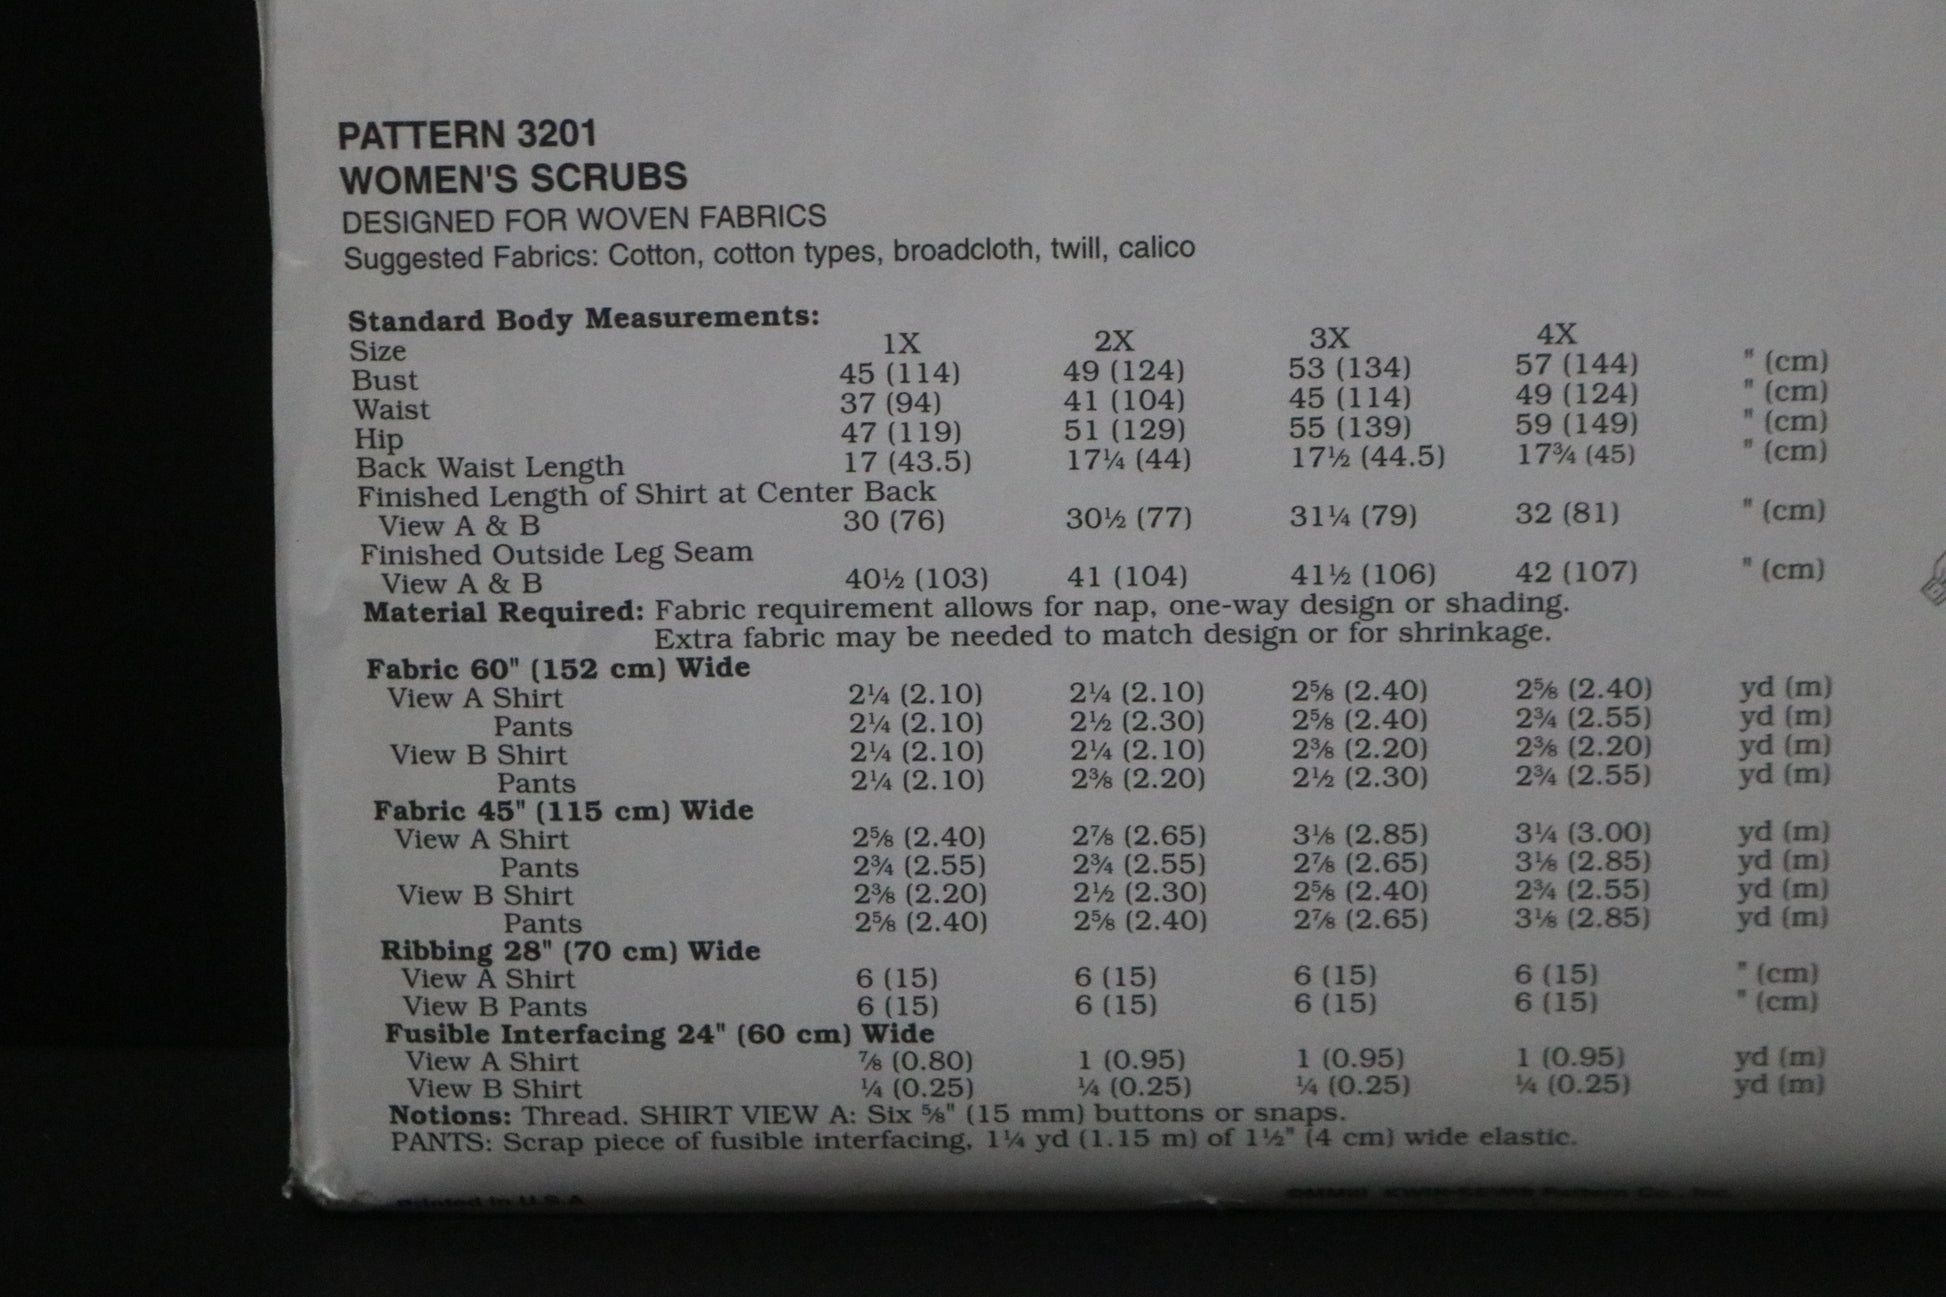 PATTERN 3201
WOMEN'S SCRUBS
DESIGNED FOR WOVEN FABRICS
Suggested Fabrics: Cotton, cotton types, broadcloth, twill, calico
Standard Body Measurements:
Size 1X 2X 3X 4X
Bust 45 (114) 49 (124) 53 (134) 57 (144) " (cm)
Waist 37 (94) 41 (104) 45 (114) 49 (124) " (cm)
Hip 47 (119) 51 (129) 55 (139) 59 (149) " (cm)
Back Waist Length 17 (43.5) 17¼ (44) 17½ (44.5) 17¾ (45) " (cm)
Finished Length of Shirt at Center Back
View A & B 30 (76) 30½ (77) 31¼ (79) 32 (81) " (cm)
Finished Outside Leg Seam
View A & B 40½ (103) 41 (104) 41½ (106) 42 (107) " (cm)
Material Required: Fabric requirement allows for nap, one-way design or shading.
Extra fabric may be needed to match design or for shrinkage.
Fabric 60" (152 cm) Wide
View A Shirt 2¼ (2.10) 2¼ (2.10) 2⅝ (2.40) 2⅝ (2.40) yd (m)
Pants 2¼ (2.10) 2½ (2.30) 2⅝ (2.40) 2¾ (2.55) yd (m)
View B Shirt 2¼ (2.10) 2¼ (2.10) 2⅜ (2.20) 2⅜ (2.20) yd (m)
Pants 2¼ (2.10) 2⅜ (2.20) 2½ (2.30) 2¾ (2.55) yd (m)
Fabric 45" (115 cm) Wide
View A Shirt 2⅝ (2.40) 2⅞ (2.65) 3⅛ (2.85) 3¼ (3.00) yd (m)
Pants 2¾ (2.55) 2¾ (2.55) 2⅞ (2.65) 3⅛ (2.85) yd (m)
View B Shirt 2⅜ (2.20) 2½ (2.30) 2⅝ (2.40) 2¾ (2.55) yd (m)
Pants 2⅝ (2.40) 2⅝ (2.40) 2⅞ (2.65) 3⅛ (2.85) yd (m)
Ribbing 28" (70 cm) Wide
View A Shirt 6 (15) 6 (15) 6 (15) 6 (15) " (cm)
View B Pants 6 (15) 6 (15) 6 (15) 6 (15) " (cm)
Fusible Interfacing 24" (60 cm) Wide
View A Shirt ⅞ (0.80) 1 (0.95) 1 (0.95) 1 (0.95) yd (m)
View B Shirt ¼ (0.25) ¼ (0.25) ¼ (0.25) ¼ (0.25) yd (m)
Notions: Thread. SHIRT VIEW A: Six ⅝" (15 mm) buttons or snaps.
PANTS: Scrap piece of fusible interfacing, 1¼ yd (1.15 m) of 1½" (4 cm) wide elastic.
Printed in U.S.A Pattern Co., Inc.